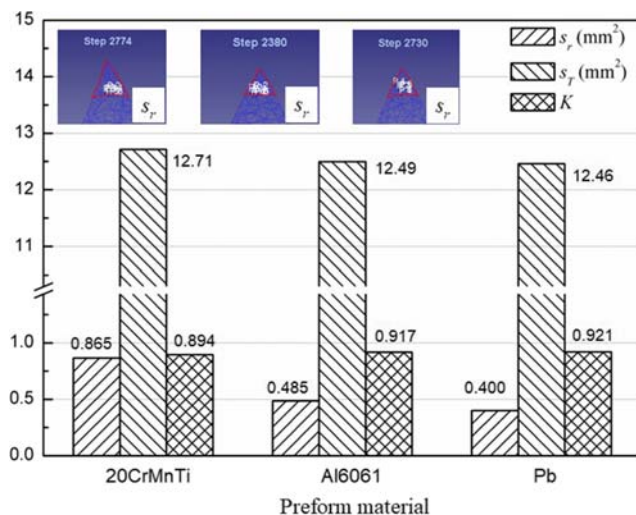 15
14
13
12
11
1.0
0.5
0.0
Step 2774
Step 2380
Step 2730
s_r
s_r
s_r
s_r (mm²)
s_T (mm²)
K
12.71
12.49
12.46
0.865
0.894
0.485
0.917
0.400
0.921
20CrMnTi
Al6061
Pb
Preform material